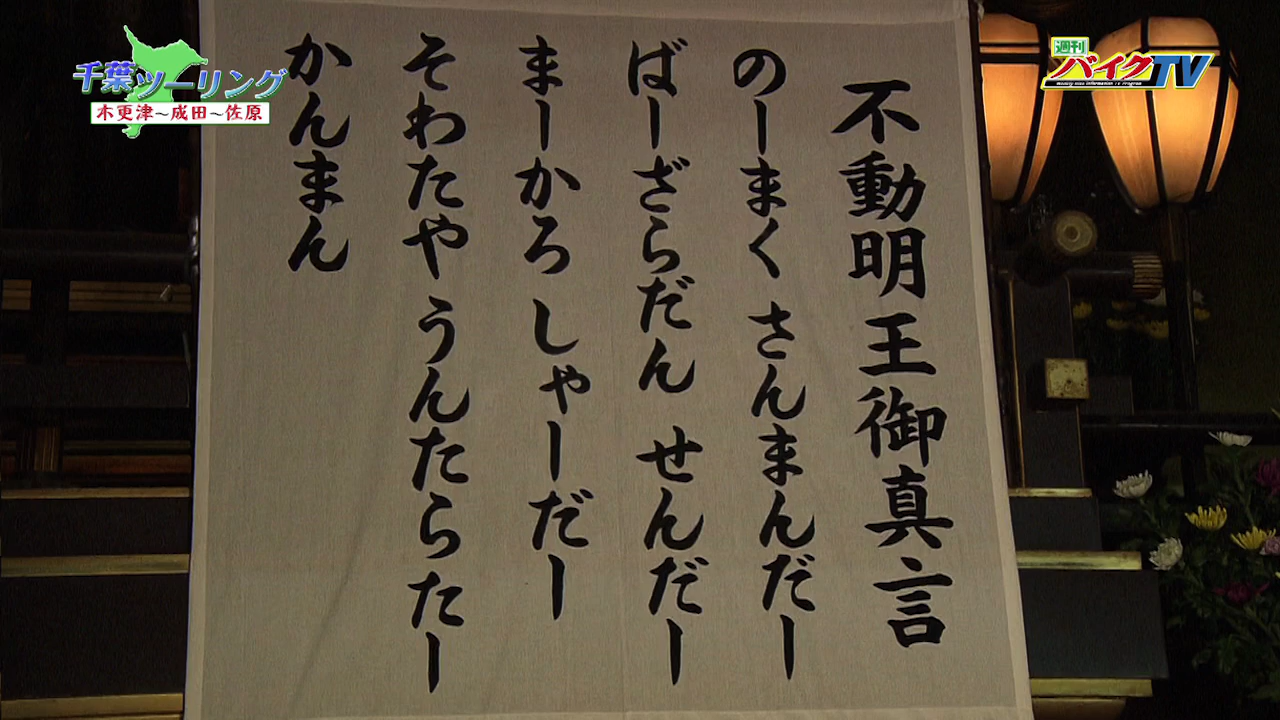 不動明王御真言
のーまく さんまんだー
ばーざらだん せんだー
まーかろ しゃーだー
そわたや うんたらたー
かんまん
千葉ツーリング
木更津〜成田〜佐原
週刊
バイクTV